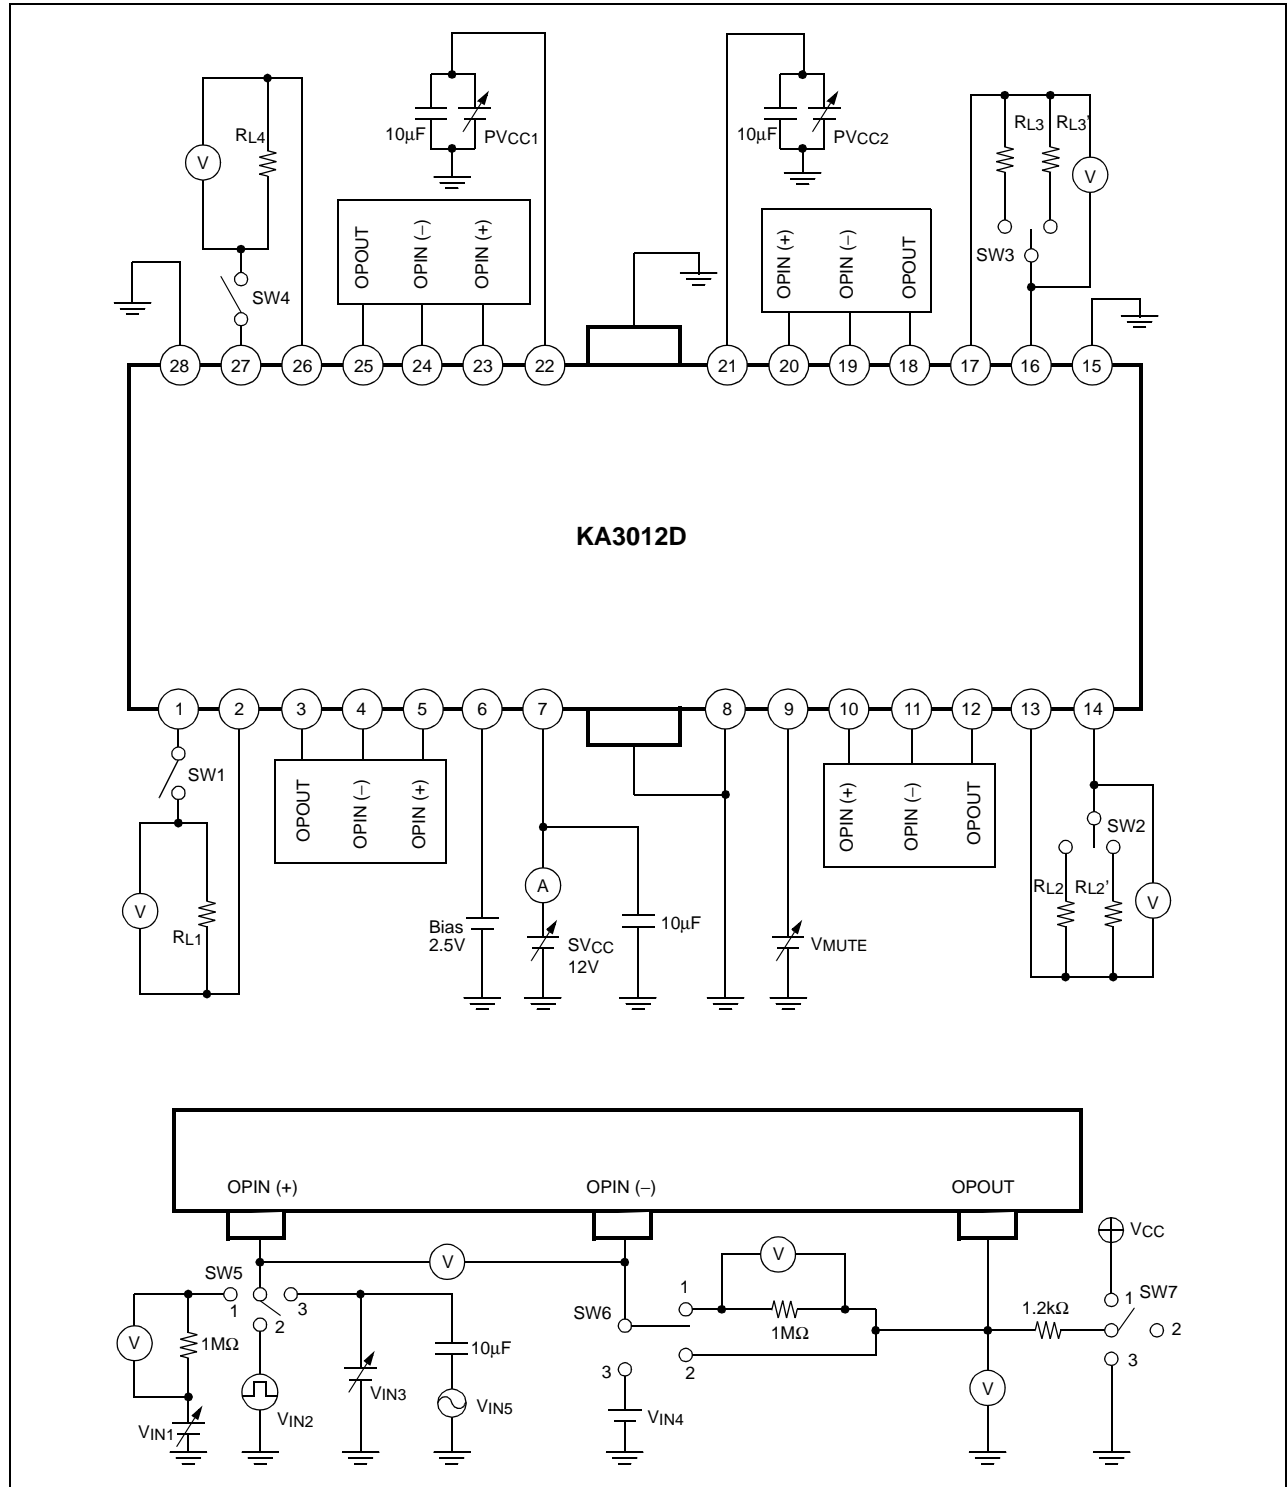 10µF
PVCC1
10µF
PVCC2
RL4
V
RL3
RL3'
V
OPOUT
OPIN (–)
OPIN (+)
OPIN (+)
OPIN (–)
OPOUT
SW3
SW4
28
27
26
25
24
23
22
21
20
19
18
17
16
15
KA3012D
1
2
3
4
5
6
7
8
9
10
11
12
13
14
SW1
OPOUT
OPIN (–)
OPIN (+)
OPIN (+)
OPIN (–)
OPOUT
SW2
V
RL1
A
RL2
RL2'
V
Bias
2.5V
SVCC
12V
10µF
VMUTE
OPIN (+)
OPIN (–)
OPOUT
VCC
V
V
SW5
1
2
3
SW6
1
2
3
1.2kΩ
1
SW7
2
3
V
1MΩ
10µF
1MΩ
VIN1
VIN2
VIN3
VIN5
VIN4
V